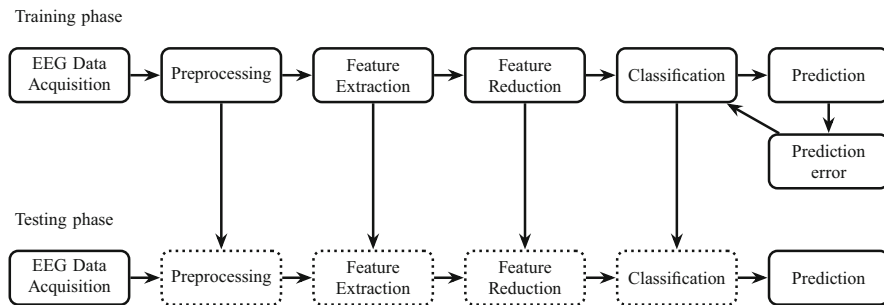 Training phase
EEG Data
Acquisition
Preprocessing
Feature
Extraction
Feature
Reduction
Classification
Prediction
Prediction
error
Testing phase
EEG Data
Acquisition
Preprocessing
Feature
Extraction
Feature
Reduction
Classification
Prediction